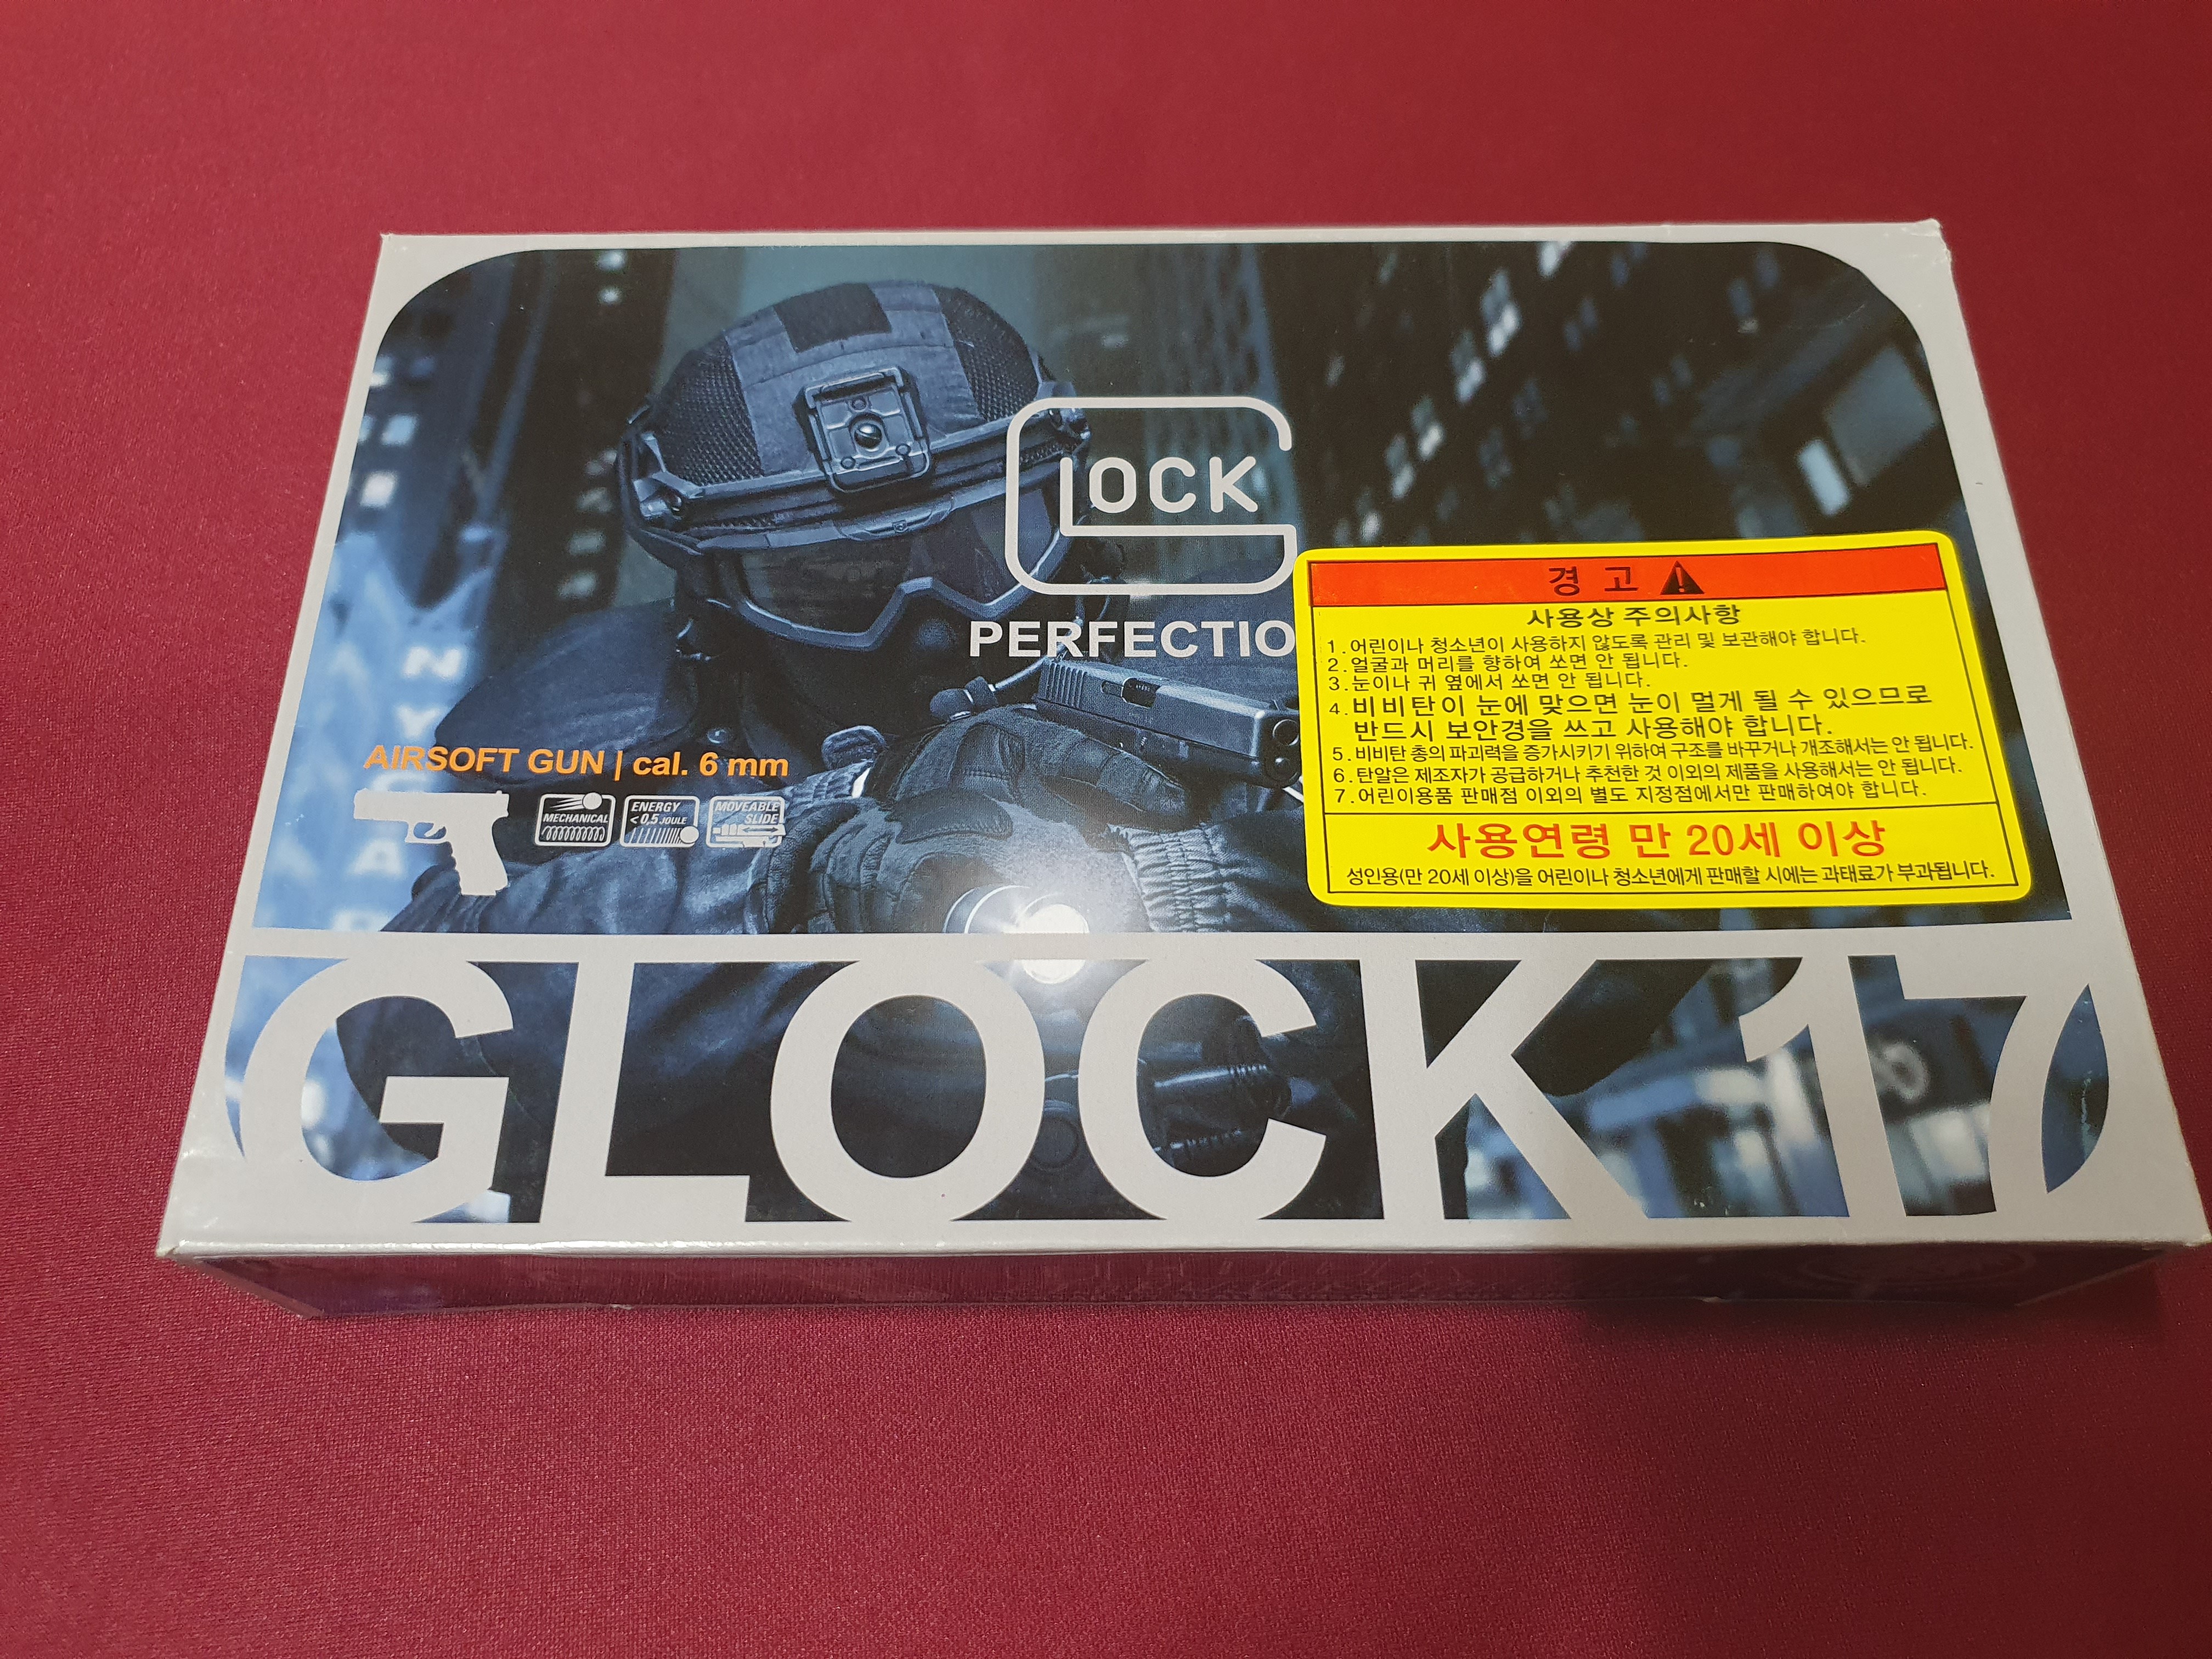 GLOCK
PERFECTIO
AIRSOFT GUN | cal. 6 mm
MECHANICAL
ENERGY
< 0,5 JOULE
MOVEABLE
SLIDE
경 고
사용상 주의사항
1. 어린이나 청소년이 사용하지 않도록 관리 및 보관해야 합니다.
2. 얼굴과 머리를 향하여 쏘면 안 됩니다.
3. 눈이나 귀 옆에서 쏘면 안 됩니다.
4. 비비탄이 눈에 맞으면 눈이 멀게 될 수 있으므로
반드시 보안경을 쓰고 사용해야 합니다.
5. 비비탄 총의 파괴력을 증가시키기 위하여 구조를 바꾸거나 개조해서는 안 됩니다.
6. 탄알은 제조자가 공급하거나 추천한 것 이외의 제품을 사용해서는 안 됩니다.
7. 어린이용품 판매점 이외의 별도 지정점에서만 판매하여야 합니다.
사용연령 만 20세 이상
성인용(만 20세 이상)을 어린이나 청소년에게 판매할 시에는 과태료가 부과됩니다.
GLOCK 17